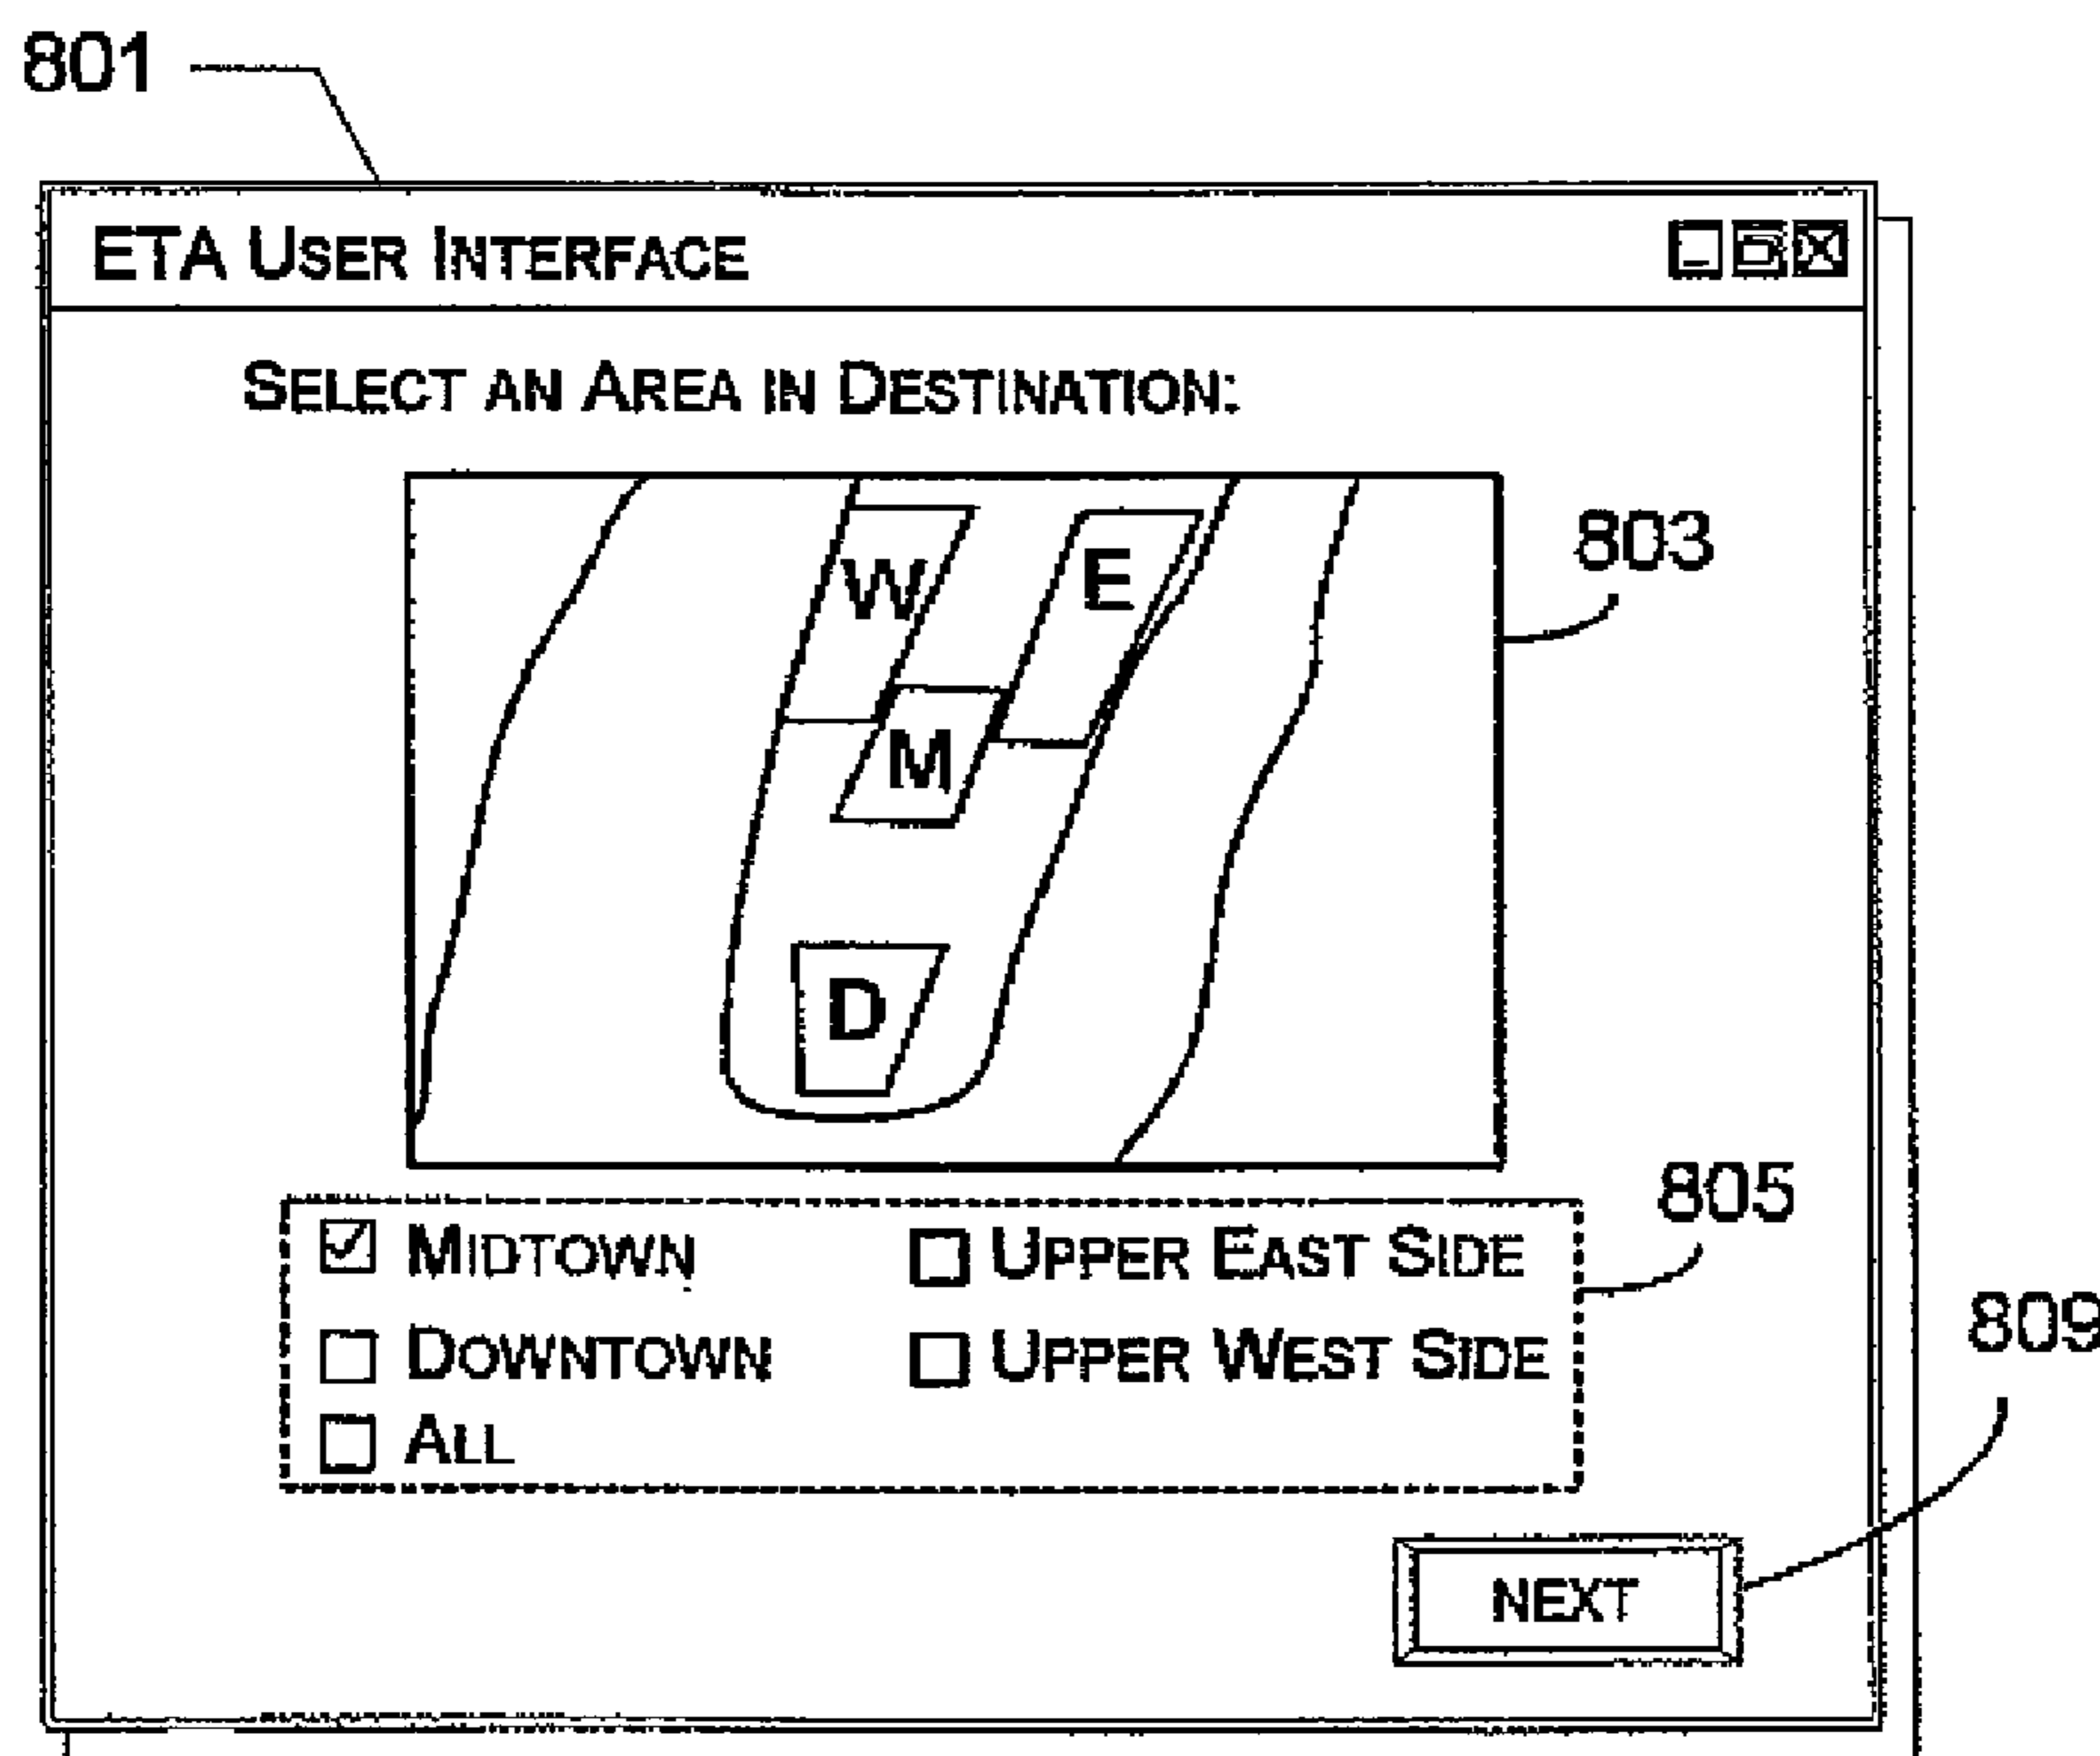 801
ETA USER INTERFACE
SELECT AN AREA IN DESTINATION:
803
W
E
M
D
805
MIDTOWN
UPPER EAST SIDE
809
DOWNTOWN
UPPER WEST SIDE
ALL
NEXT